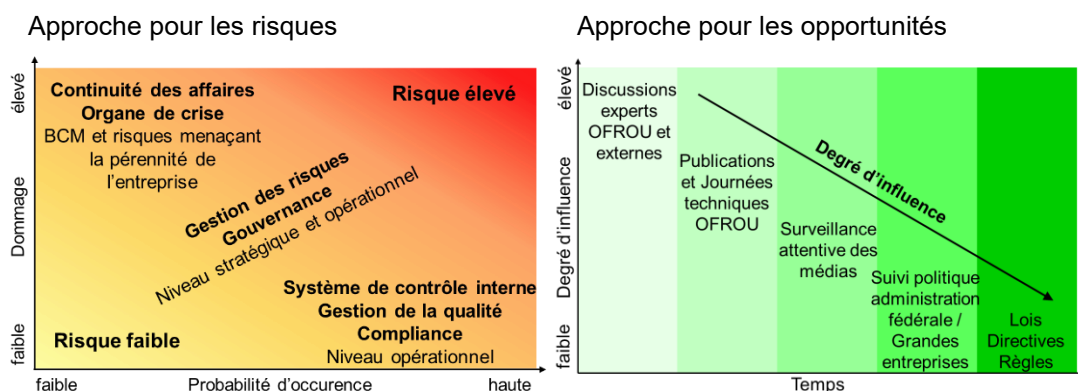 Approche pour les risques
élevé
Dommage
faible
Continuité des affaires
Organe de crise
BCM et risques menaçant
la pérennité de
l'entreprise
Risque élevé
Gestion des risques
Gouvernance
Niveau stratégique et opérationnel
Système de contrôle interne
Gestion de la qualité
Compliance
Niveau opérationnel
Risque faible
faible
Probabilité d'occurence
haute
Approche pour les opportunités
élevé
Degré d'influence
faible
Discussions
experts
OFROU et
externes
Publications
et Journées
techniques
OFROU
Degré d'influence
Surveillance
attentive des
médias
Suivi politique
administration
fédérale /
Grandes
entreprises
Lois
Directives
Règles
Temps